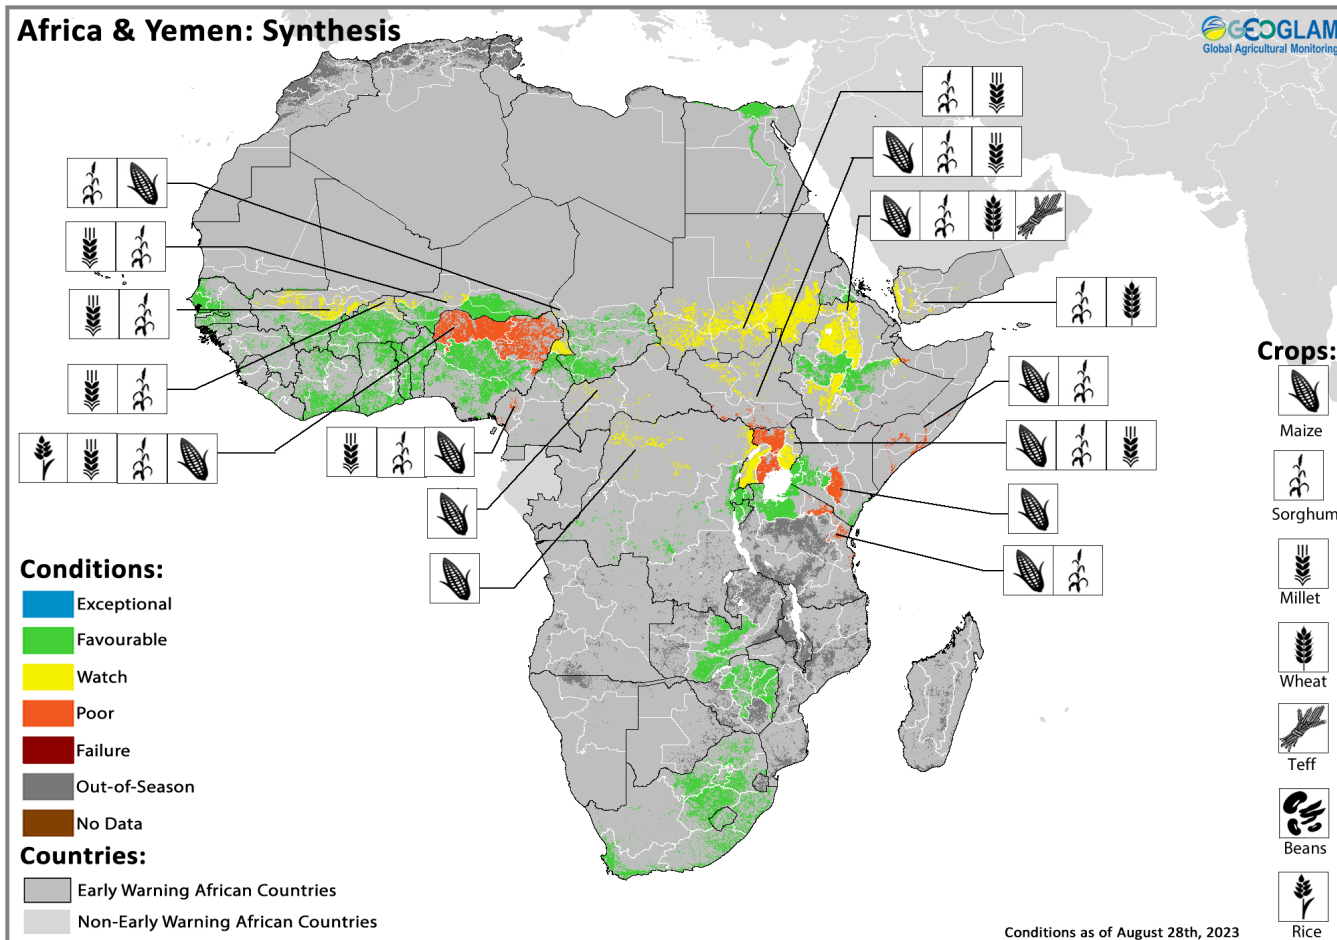 Africa & Yemen: Synthesis
GEOGLAM
Global Agricultural Monitoring
Crops:
Maize
Sorghum
Millet
Wheat
Teff
Beans
Rice
Conditions:
Exceptional
Favourable
Watch
Poor
Failure
Out-of-Season
No Data
Countries:
Early Warning African Countries
Non-Early Warning African Countries
Conditions as of August 28th, 2023